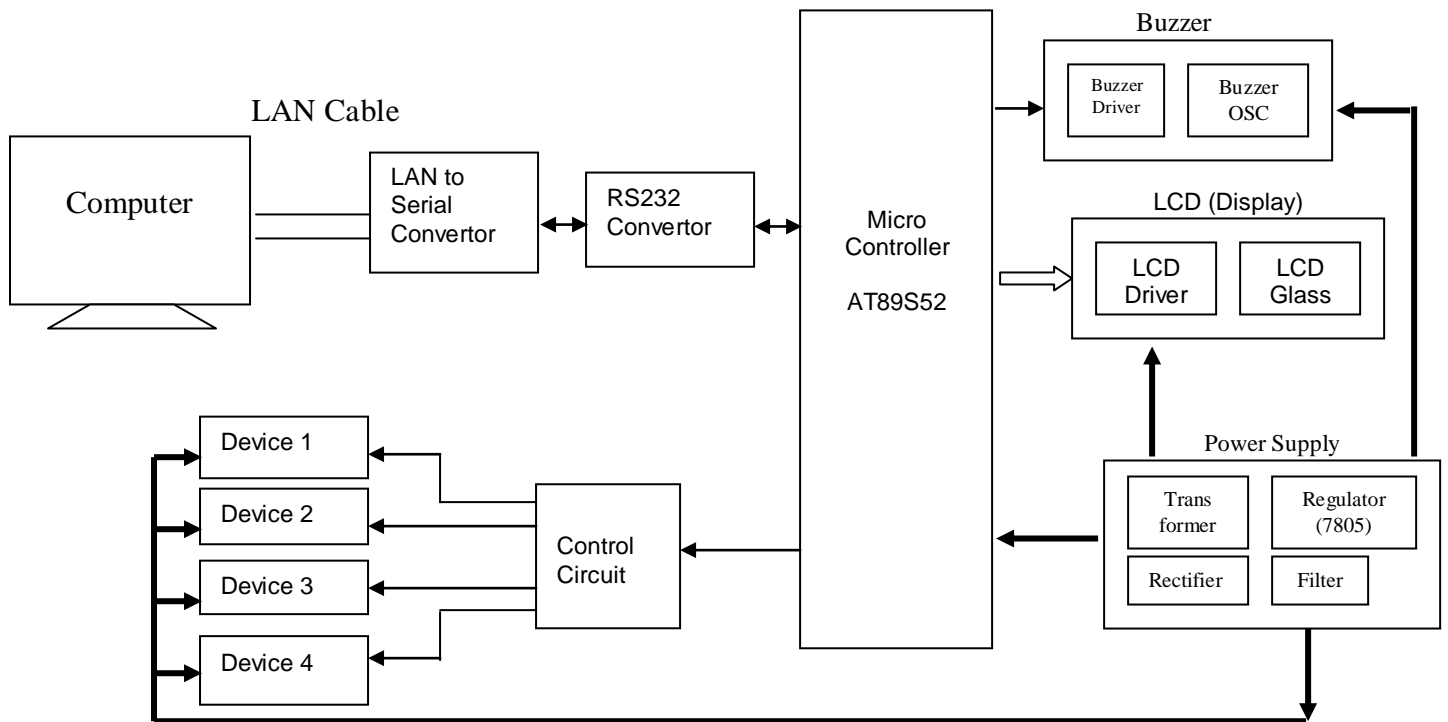 Buzzer
Buzzer
Driver
Buzzer
OSC
LAN Cable
Computer
LAN to
Serial
Convertor
RS232
Convertor
Micro
Controller
AT89S52
LCD (Display)
LCD
Driver
LCD
Glass
Device 1
Device 2
Device 3
Device 4
Control
Circuit
Power Supply
Trans
former
Regulator
(7805)
Rectifier
Filter